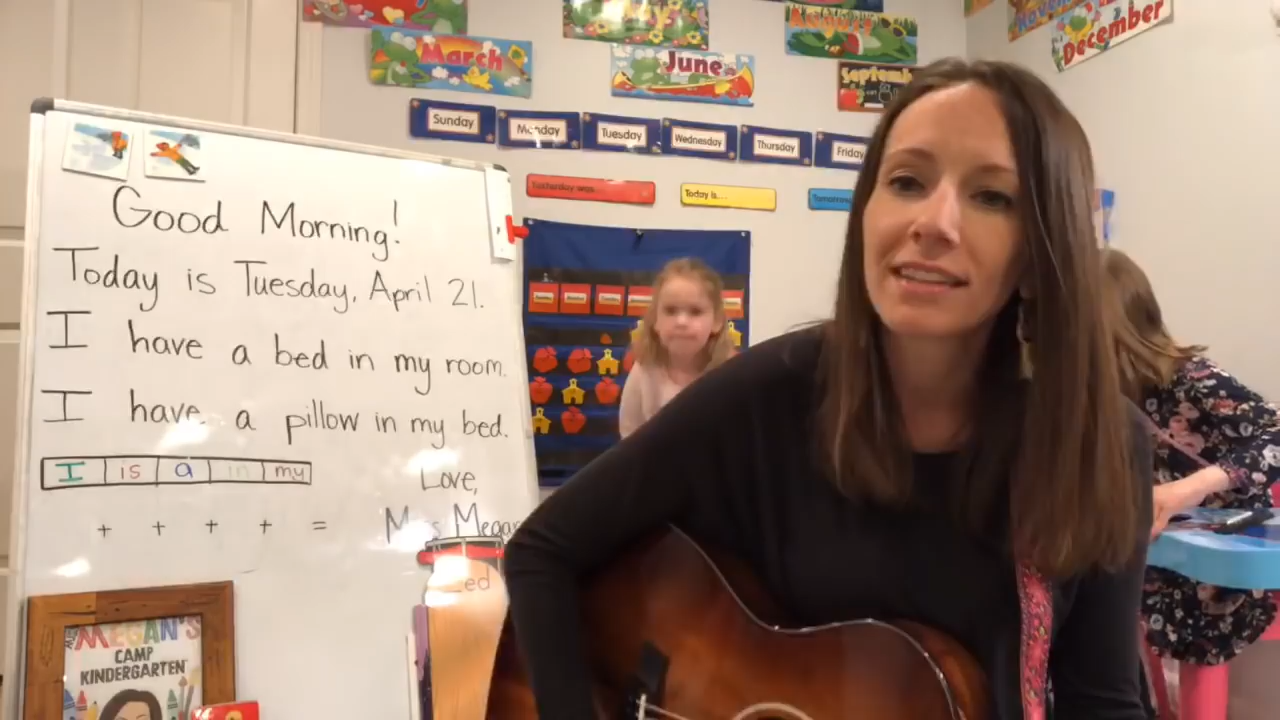 March
June
August
September
November
December
Sunday
Monday
Tuesday
Wednesday
Thursday
Friday
Yesterday was...
Today is...
Tomorrow
Good Morning!
Today is Tuesday, April 21.
I have a bed in my room.
I have a pillow in my bed.
I is a in my
Love,
+ + + + =
Mrs Megan
MEGAN'S
CAMP
KINDERGARTEN